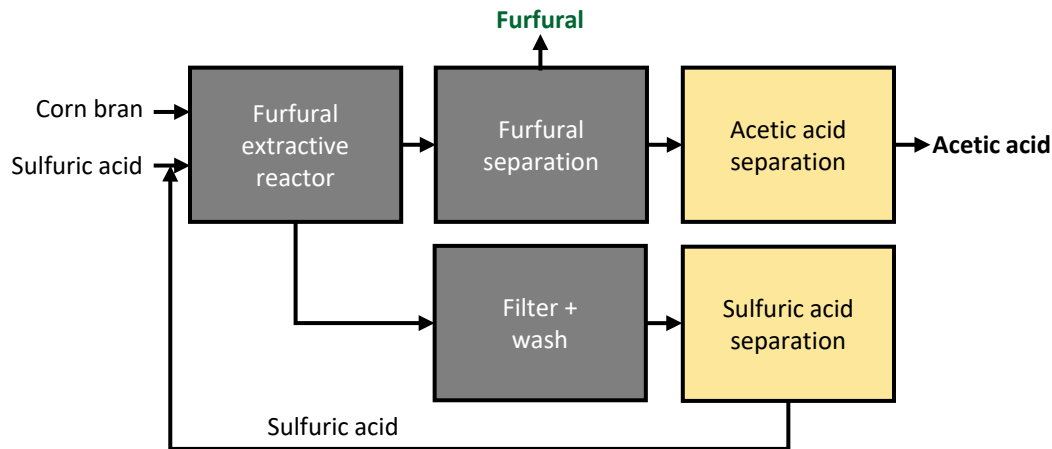 Furfural
Corn bran
Sulfuric acid
Furfural
extractive
reactor
Furfural
separation
Acetic acid
separation
Acetic acid
Filter +
wash
Sulfuric acid
separation
Sulfuric acid